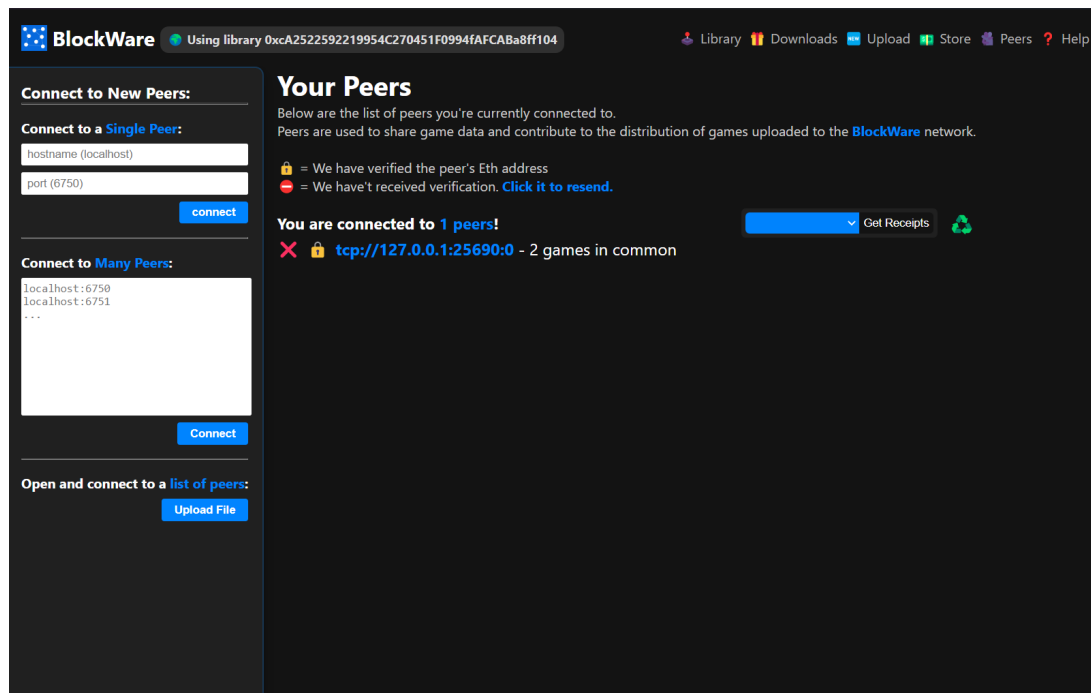 BlockWare
Using library 0xcA2522592219954C270451F0994fAFCABa8ff104
Library
Downloads
Upload
Store
Peers
Help
Connect to New Peers:
Connect to a Single Peer:
hostname (localhost)
port (6750)
connect
Connect to Many Peers:
localhost:6750
localhost:6751
...
Connect
Open and connect to a list of peers:
Upload File
Your Peers
Below are the list of peers you're currently connected to.
Peers are used to share game data and contribute to the distribution of games uploaded to the BlockWare network.
= We have verified the peer's Eth address
= We have't received verification. Click it to resend.
You are connected to 1 peers!
Get Receipts
tcp://127.0.0.1:25690:0 - 2 games in common